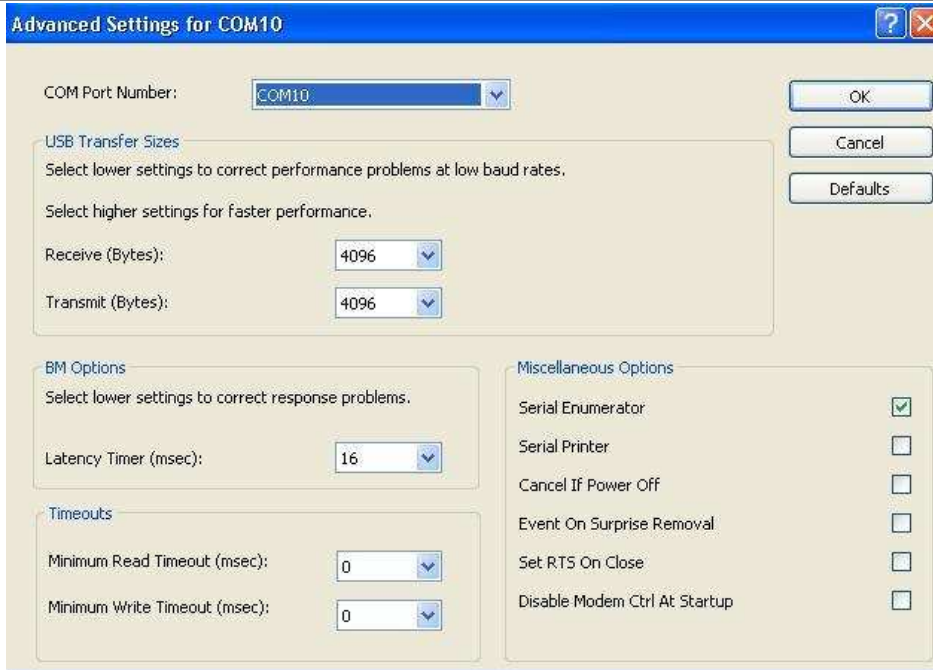 Advanced Settings for COM10
COM Port Number: COM10
OK
USB Transfer Sizes
Cancel
Select lower settings to correct performance problems at low baud rates.
Defaults
Select higher settings for faster performance.
Receive (Bytes): 4096
Transmit (Bytes): 4096
BM Options
Select lower settings to correct response problems.
Latency Timer (msec): 16
Timeouts
Minimum Read Timeout (msec): 0
Minimum Write Timeout (msec): 0
Miscellaneous Options
Serial Enumerator
Serial Printer
Cancel If Power Off
Event On Surprise Removal
Set RTS On Close
Disable Modem Ctrl At Startup